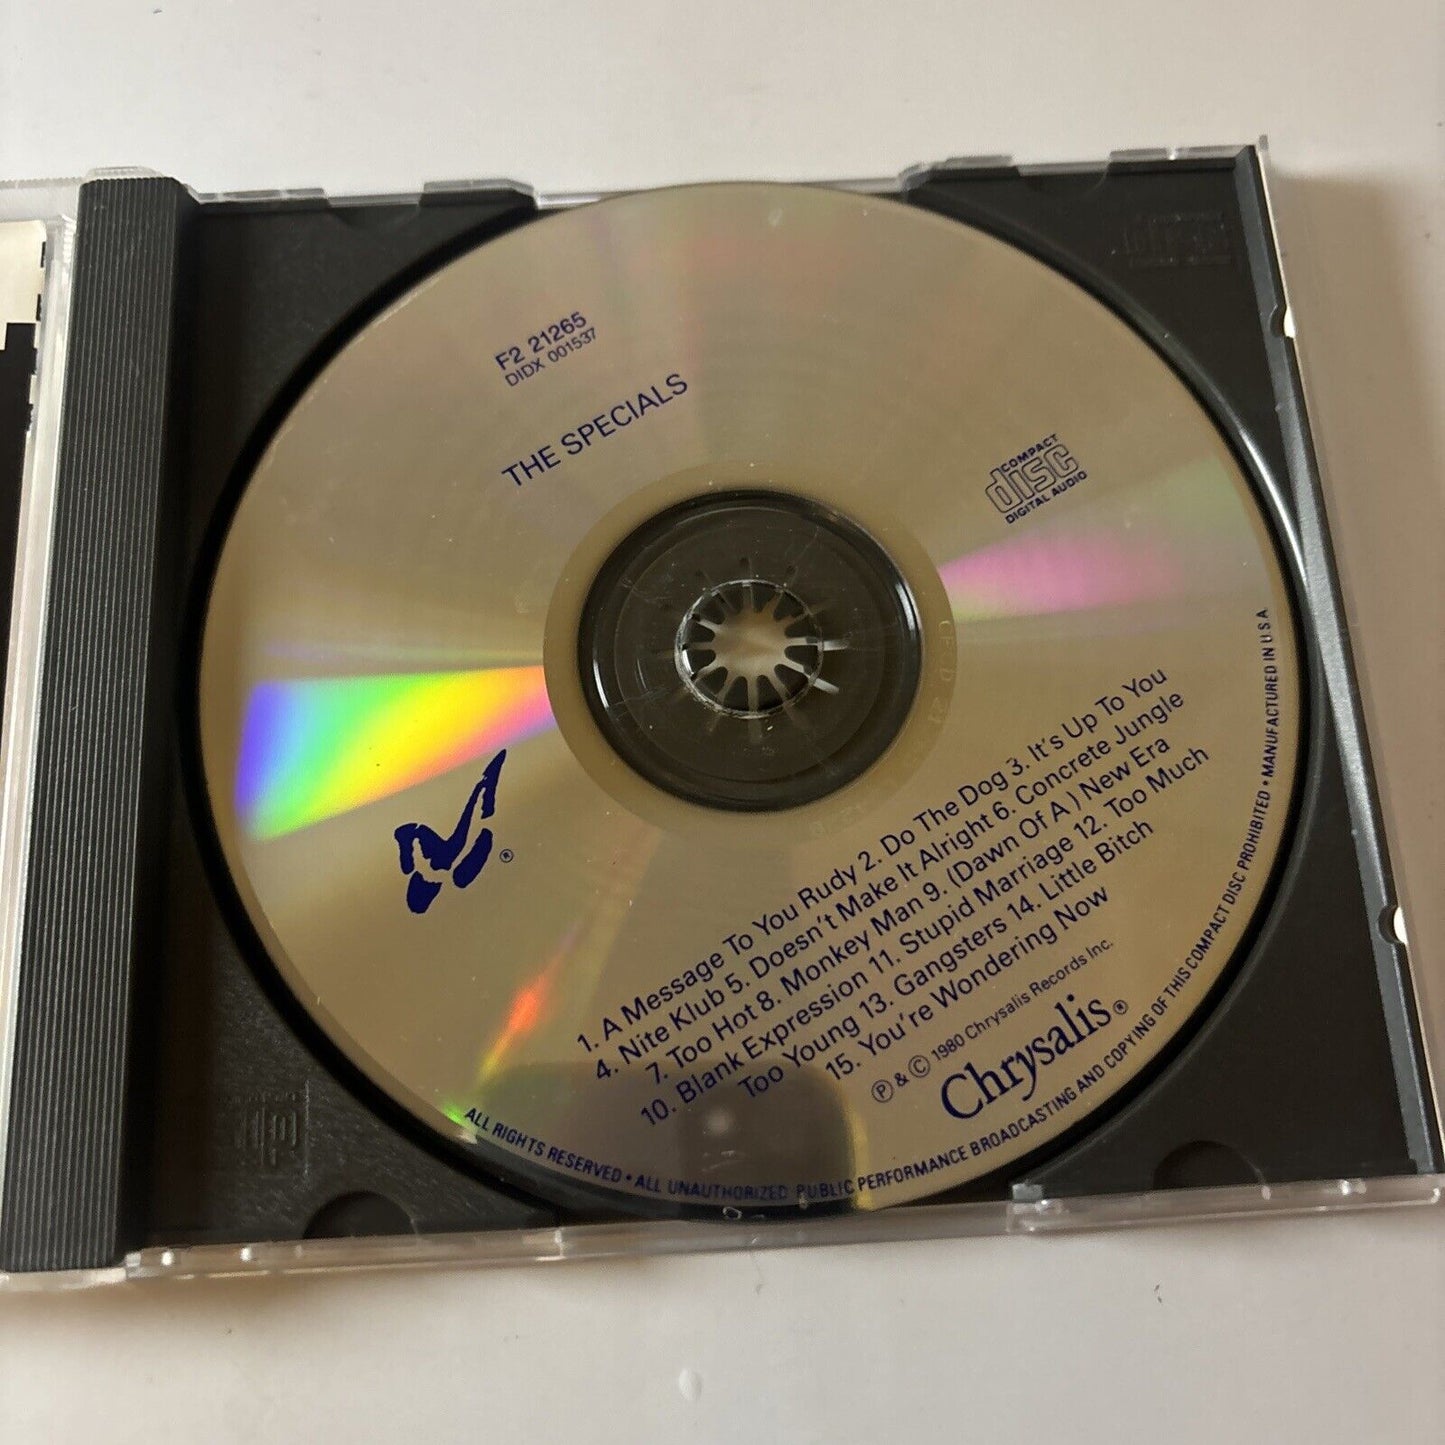 F2 21265
DIDX 001537
THE SPECIALS
COMPACT
disc
DIGITAL AUDIO
®
1. A Message To You Rudy 2. Do The Dog 3. It's Up To You
4. Nite Klub 5. Doesn't Make It Alright 6. Concrete Jungle
7. Too Hot 8. Monkey Man 9. (Dawn Of A) New Era
10. Blank Expression 11. Stupid Marriage 12. Too Much
Too Young 13. Gangsters 14. Little Bitch
15. You're Wondering Now
Ⓟ & © 1980 Chrysalis Records Inc.
Chrysalis®
ALL RIGHTS RESERVED • ALL UNAUTHORIZED PUBLIC PERFORMANCE BROADCASTING AND COPYING OF THIS COMPACT DISC PROHIBITED • MANUFACTURED IN U.S.A.